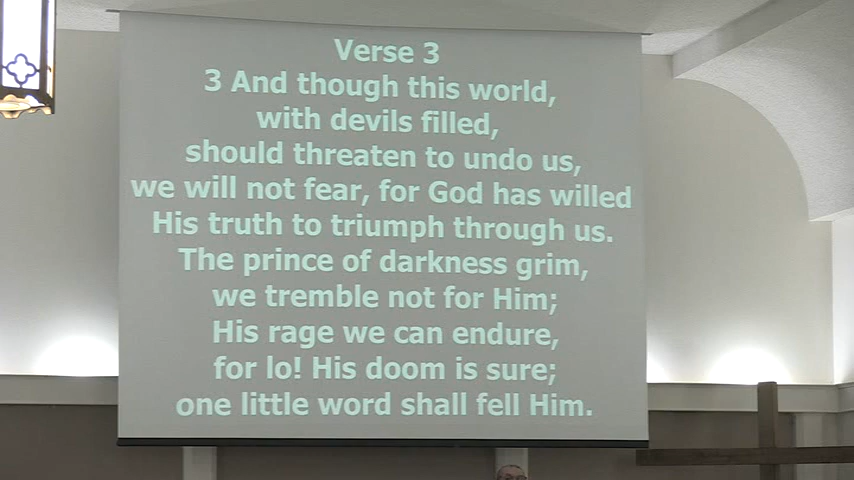 Verse 3
3 And though this world,
with devils filled,
should threaten to undo us,
we will not fear, for God has willed
His truth to triumph through us.
The prince of darkness grim,
we tremble not for Him;
His rage we can endure,
for lo! His doom is sure;
one little word shall fell Him.